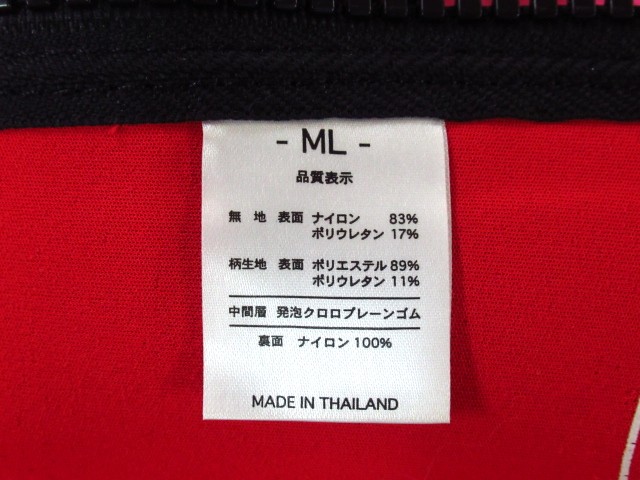 - ML -
品質表示
無 地 表面 ナイロン 83%
ポリウレタン 17%
柄生地 表面 ポリエステル 89%
ポリウレタン 11%
中間層 発泡クロロプレーンゴム
裏面 ナイロン 100%
MADE IN THAILAND